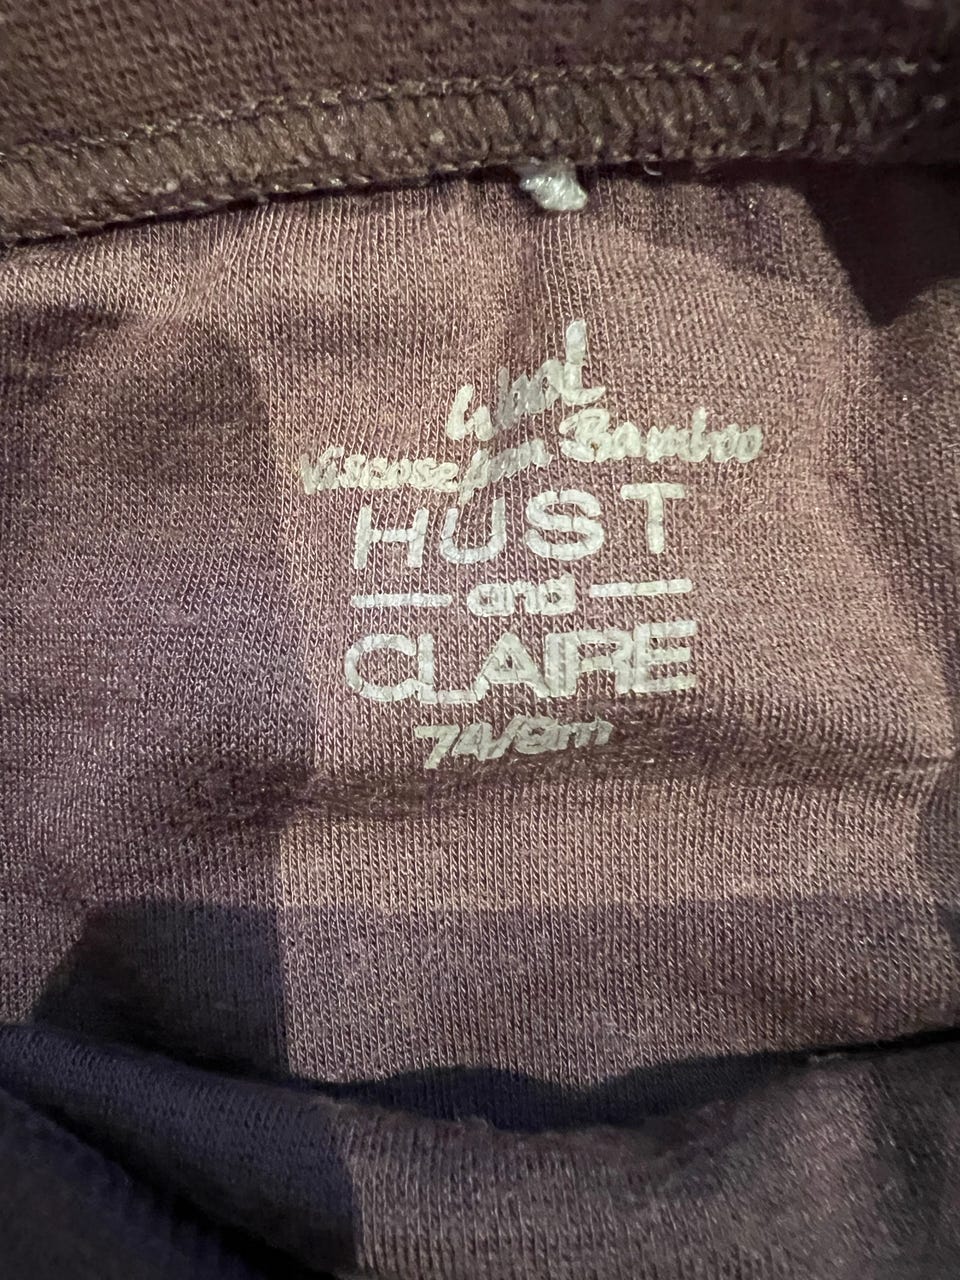 Wool
Viscose from Bamboo
HUST
and
CLAIRE
74/9m